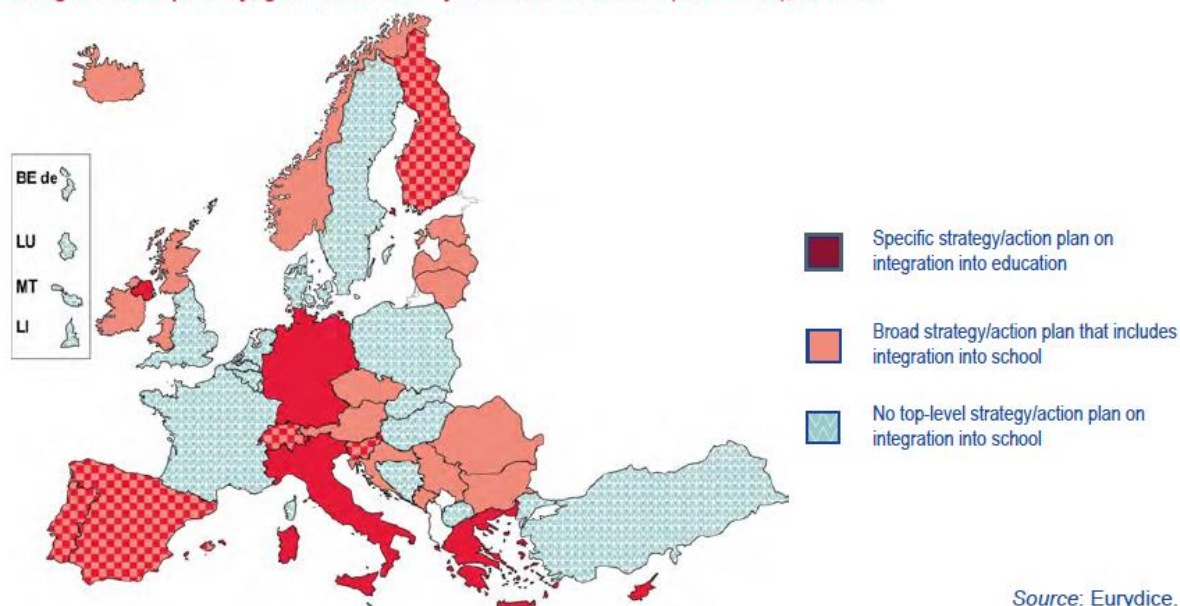 BE de
LU
MT
LI
Specific strategy/action plan on
integration into education
Broad strategy/action plan that includes
integration into school
No top-level strategy/action plan on
integration into school
Source: Eurydice.